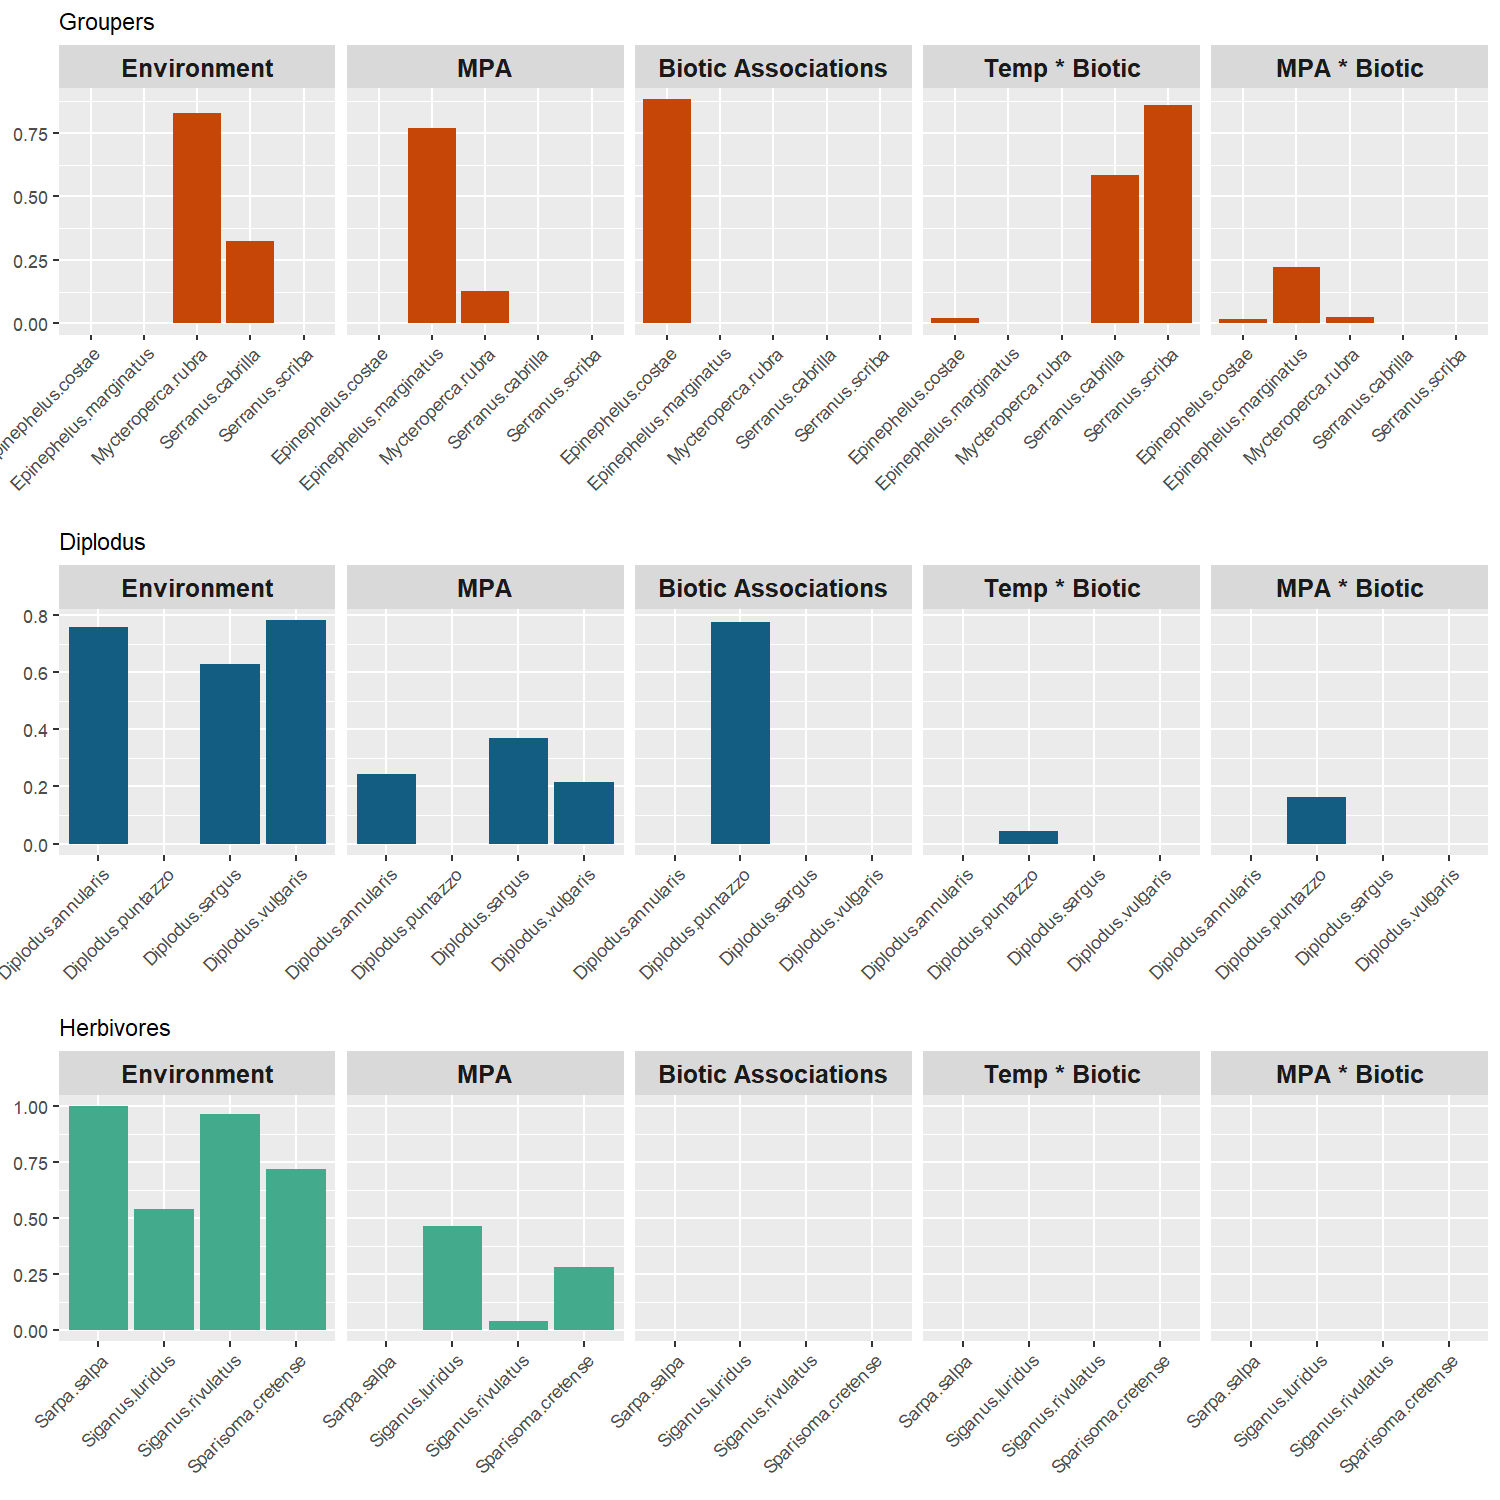 Groupers
Environment MPA Biotic Associations Temp * Biotic MPA * Biotic
0.75
0.50
0.25
0.00
Epinephelus.marginatus Mycteroperca.rubra Serranus.cabrilla Serranus.scriba Epinephelus.costae Epinephelus.marginatus Mycteroperca.rubra Serranus.cabrilla Serranus.scriba Epinephelus.costae Epinephelus.marginatus Mycteroperca.rubra Serranus.cabrilla Serranus.scriba Epinephelus.costae Epinephelus.marginatus Mycteroperca.rubra Serranus.cabrilla Serranus.scriba Epinephelus.costae Epinephelus.marginatus Mycteroperca.rubra Serranus.cabrilla Serranus.scriba
Diplodus
Environment MPA Biotic Associations Temp * Biotic MPA * Biotic
0.8
0.6
0.4
0.2
0.0
Diplodus.annularis Diplodus.puntazzo Diplodus.sargus Diplodus.vulgaris Diplodus.annularis Diplodus.puntazzo Diplodus.sargus Diplodus.vulgaris Diplodus.annularis Diplodus.puntazzo Diplodus.sargus Diplodus.vulgaris Diplodus.annularis Diplodus.puntazzo Diplodus.sargus Diplodus.vulgaris Diplodus.annularis Diplodus.puntazzo Diplodus.sargus Diplodus.vulgaris
Herbivores
Environment MPA Biotic Associations Temp * Biotic MPA * Biotic
1.00
0.75
0.50
0.25
0.00
Sarpa.salpa Siganus.luridus Siganus.rivulatus Sparisoma.cretense Sarpa.salpa Siganus.luridus Siganus.rivulatus Sparisoma.cretense Sarpa.salpa Siganus.luridus Siganus.rivulatus Sparisoma.cretense Sarpa.salpa Siganus.luridus Siganus.rivulatus Sparisoma.cretense Sarpa.salpa Siganus.luridus Siganus.rivulatus Sparisoma.cretense